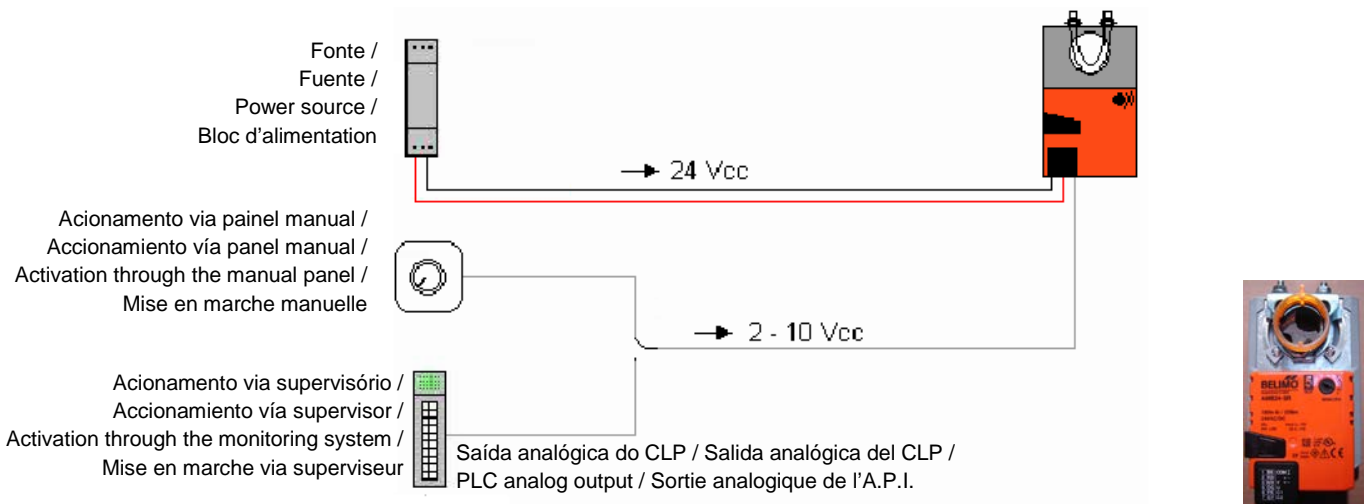 Fonte /
Fuente /
Power source /
Bloc d'alimentation
24 Vcc
Acionamento via painel manual /
Accionamiento vía panel manual /
Activation through the manual panel /
Mise en marche manuelle
2 - 10 Vcc
Acionamento via supervisório /
Accionamiento vía supervisor /
Activation through the monitoring system /
Mise en marche via superviseur
Saída analógica do CLP / Salida analógica del CLP /
PLC analog output / Sortie analogique de l'A.P.I.
BELIMO